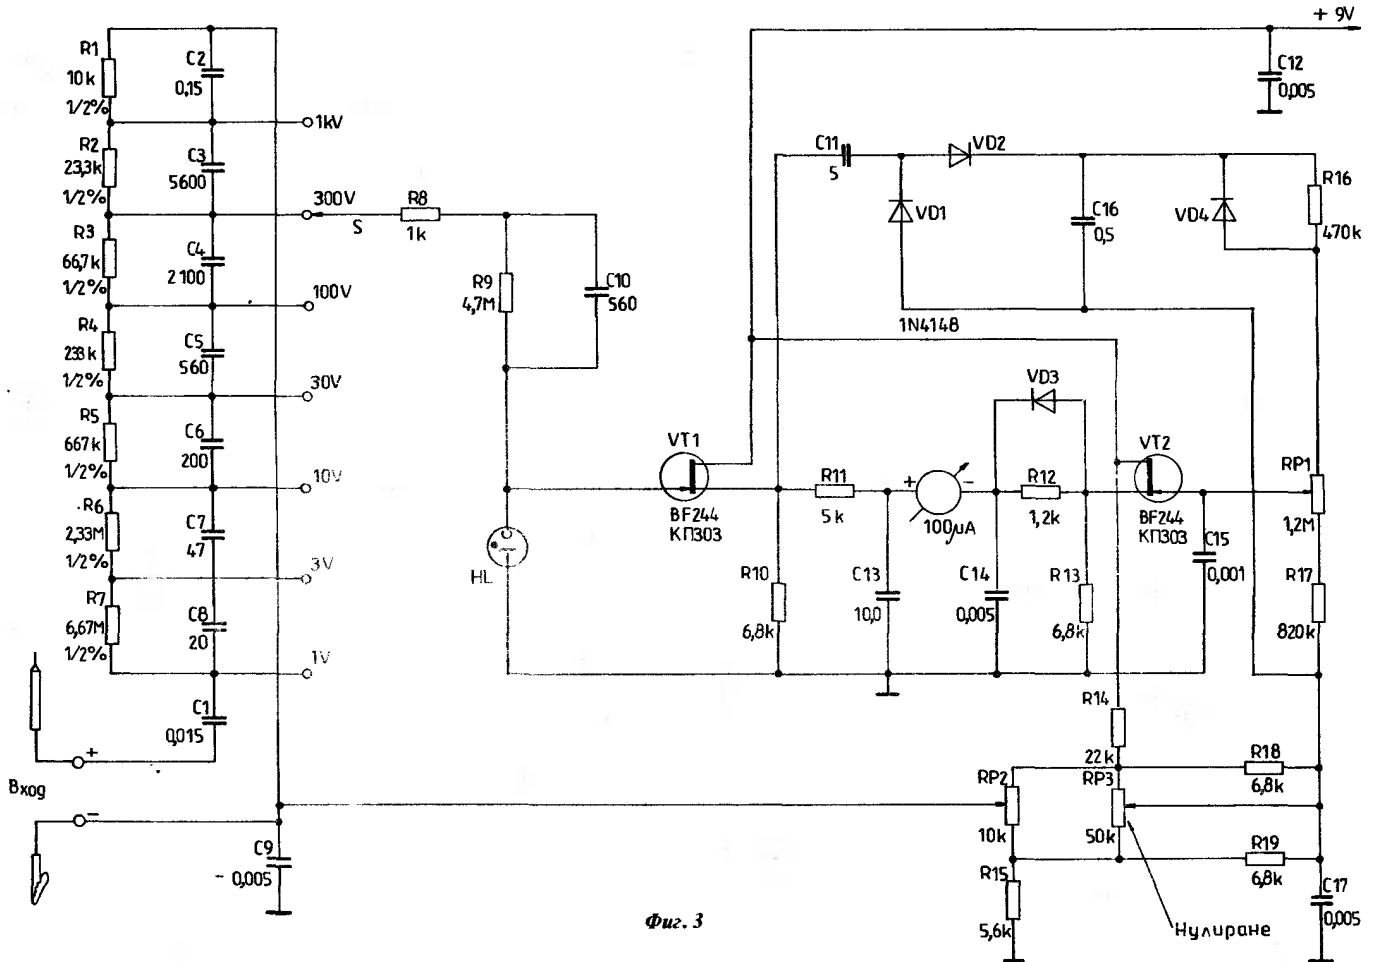 + 9V
R1
10k
1/2%
C2
0,15
1kV
R2
23,3k
1/2%
C3
5600
300V
S
R8
1k
R3
66,7k
1/2%
C4
2100
100V
R4
233k
1/2%
C5
560
30V
R5
667k
1/2%
C6
200
10V
R6
2,33M
1/2%
C7
47
3V
R7
6,67M
1/2%
C8
20
1V
C1
0,015
+
Вход
−
C9
0,005
R9
4,7M
C10
560
HL
VT1
BF244
КП303
C11
5
VD1
VD2
C12
0,005
C16
0,5
VD4
R16
470k
1N4148
VD3
R11
5k
+
−
100µA
R12
1,2k
VT2
BF244
КП303
RP1
1,2M
R10
6,8k
C13
10,0
C14
0,005
R13
6,8k
C15
0,001
R17
820k
R14
22k
RP2
10k
RP3
50k
R18
6,8k
R19
6,8k
R15
5,6k
C17
0,005
Нулиране
Фиг. 3